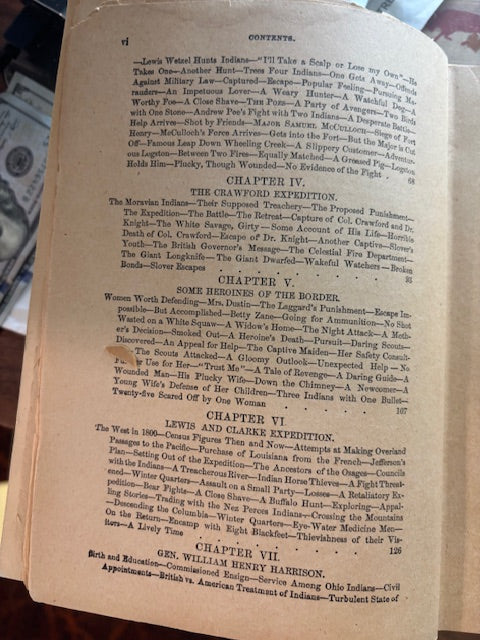 vi CONTENTS.
—Lewis Wetzel Hunts Indians—"I'll Take a Scalp or Lose my Own"—He
Takes One—Another Hunt—Trees Four Indians—One Gets Away—Offends
Against Military Law—Captured—Escape—Popular Feeling—Pursuing Ma-
rauders—An Impetuous Lover—A Weary Hunter—A Watchful Dog—A
Worthy Foe—A Close Shave—THE POES—A Party of Avengers—Two Birds
with One Stone—Andrew Poe's Fight with Two Indians—A Desperate Battle—
Help Arrives—Shot by Friends—MAJOR SAMUEL MCCULLOCH—Siege of Fort
Henry—McCulloch's Force Arrives—Gets into the Fort—But the Major is Cut
Off—Famous Leap Down Wheeling Creek—A Slippery Customer—Adventur-
ous Legston—Between Two Fires—Equally Matched—A Greased Pig—Legston
Holds Him—Plucky, Though Wounded—No Evidence of the Fight . 68
CHAPTER IV.
THE CRAWFORD EXPEDITION.
The Moravian Indians—Their Supposed Treachery—The Proposed Punishment—
The Expedition—The Battle—The Retreat—Capture of Col. Crawford and Dr.
Knight—The White Savage, Girty—Some Account of His Life—Horrible
Death of Col. Crawford—Escape of Dr. Knight—Another Captive—Slover's
Youth—The British Governor's Message—The Celestial Fire Department—
The Giant Longknife—The Giant Dwarfed—Wakeful Watchers—Broken
Bonds—Slover Escapes . . . . . . 93
CHAPTER V.
SOME HEROINES OF THE BORDER.
Women Worth Defending—Mrs. Dustin—The Laggard's Punishment—Escape Im-
possible—But Accomplished—Betty Zane—Going for Ammunition—No Shot
Wasted on a White Squaw—A Widow's Home—The Night Attack—A Moth-
er's Decision—Smoked Out—A Heroine's Death—Pursuit—Daring Scouts—
Discovered—An Appeal for Help—The Captive Maiden—Her Safety Consult-
The Scouts Attacked—A Gloomy Outlook—Unexpected Help—No
Use for Her—"Trust Me"—A Tale of Revenge—A Daring Guide—A
Wounded Man—His Plucky Wife—Down the Chimney—A Newcomer—A
Young Wife's Defense of Her Children—Three Indians with One Bullet—
Twenty-five Scared Off by One Woman . . . . 107
CHAPTER VI.
LEWIS AND CLARKE EXPEDITION.
The West in 1800—Census Figures Then and Now—Attempts at Making Overland
Passages to the Pacific—Purchase of Louisiana from the French—Jefferson's
Plan—Setting Out of the Expedition—The Ancestors of the Osages—Councils
with the Indians—A Treacherous River—Indian Horse Thieves—A Fight Threat-
ened—Winter Quarters—Assault on a Small Party—Losses—A Retaliatory Ex-
pedition—Bear Fights—A Close Shave—A Buffalo Hunt—Exploring—Appal-
ling Stories—Trading with the Nez Perces Indians—Crossing the Mountains
—Descending the Columbia—Winter Quarters—Eye-Water Medicine Men—
On the Return—Encamp with Eight Blackfeet—Thievishness of their Vis-
itors—A Lively Time . . . . . . 126
CHAPTER VII.
GEN. WILLIAM HENRY HARRISON.
Birth and Education—Commissioned Ensign—Service Among Ohio Indians—Civil
Appointments—British vs. American Treatment of Indians—Turbulent State of